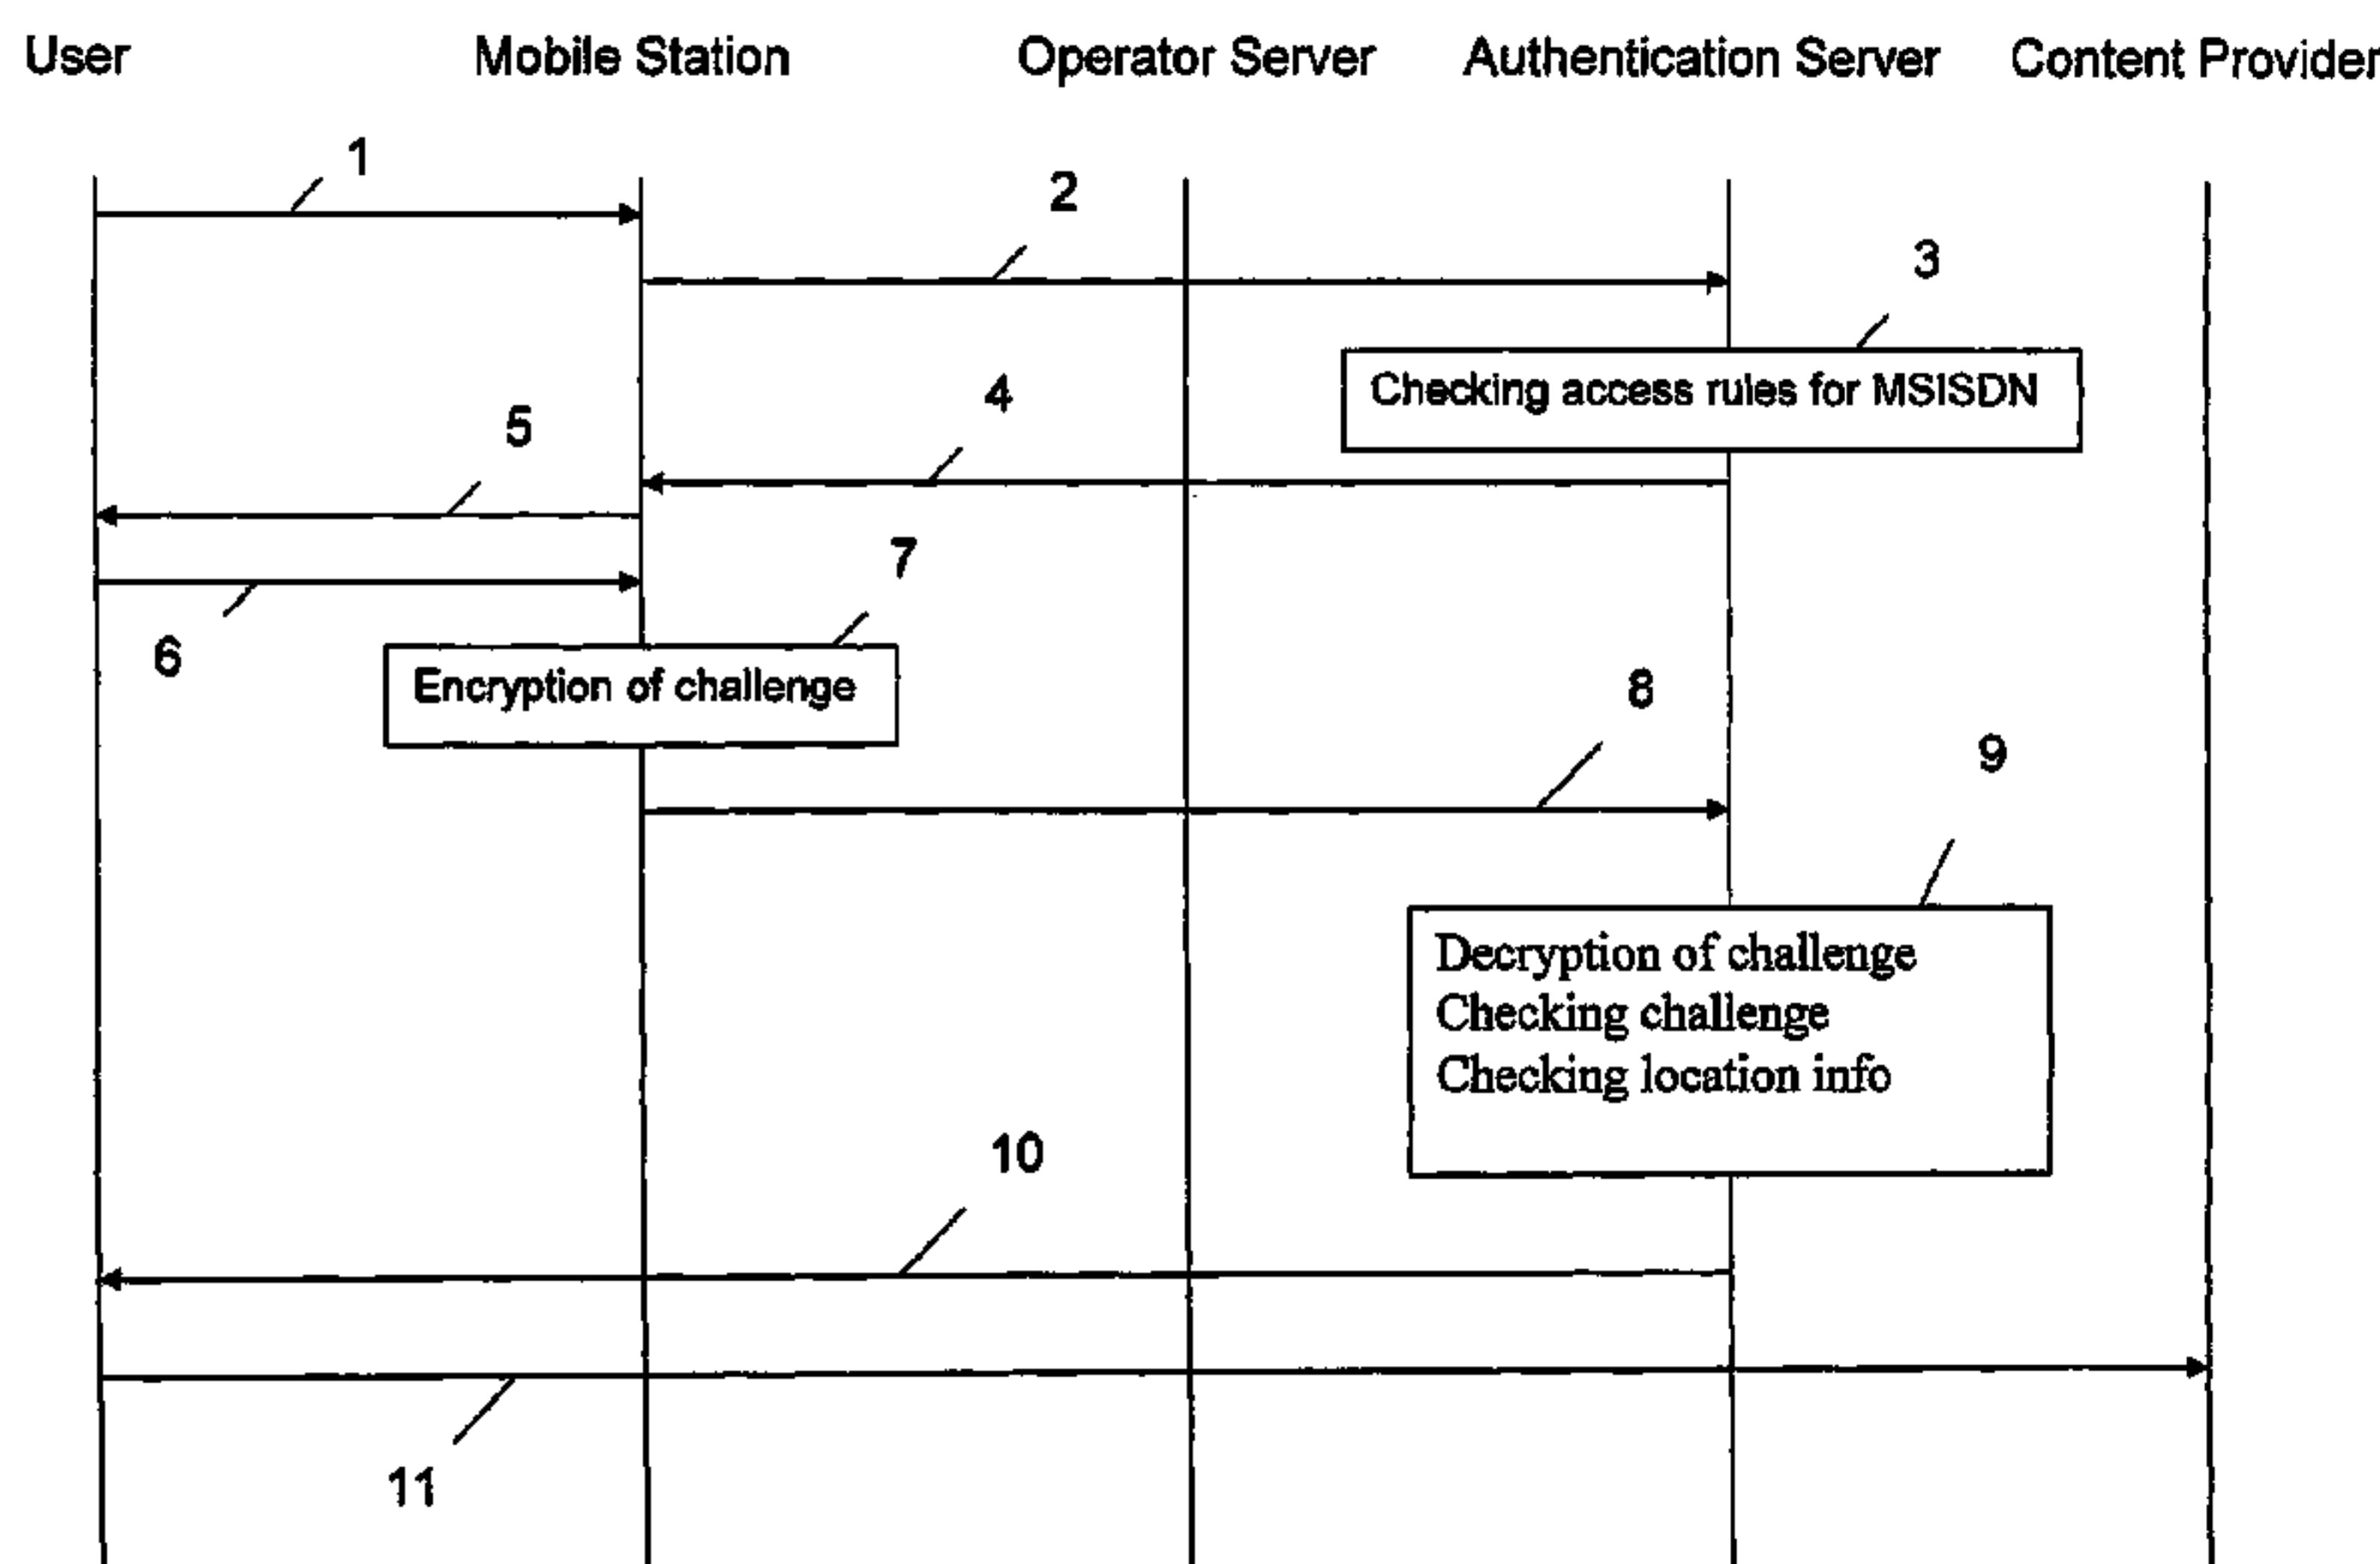 User Mobile Station Operator Server Authentication Server Content Provider
1
2
3
Checking access rules for MSISDN
4
5
6
7
Encryption of challenge
8
9
Decryption of challenge
Checking challenge
Checking location info
10
11